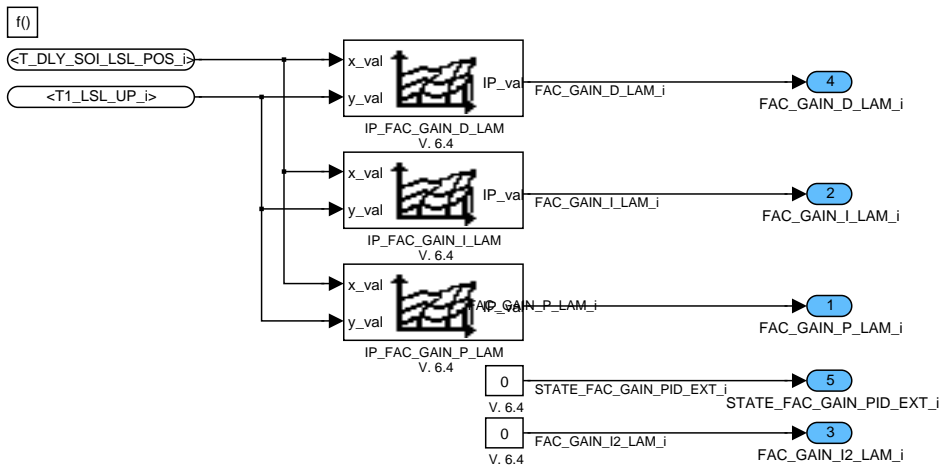 f()
<T_DLY_SOI_LSL_POS_i>
<T1_LSL_UP_i>
x_val
y_val
IP_val
IP_FAC_GAIN_D_LAM
V. 6.4
FAC_GAIN_D_LAM_i
4
FAC_GAIN_D_LAM_i
x_val
y_val
IP_val
IP_FAC_GAIN_I_LAM
V. 6.4
FAC_GAIN_I_LAM_i
2
FAC_GAIN_I_LAM_i
x_val
y_val
IP_val
IP_FAC_GAIN_P_LAM
V. 6.4
FAC_GAIN_P_LAM_i
1
FAC_GAIN_P_LAM_i
0
V. 6.4
STATE_FAC_GAIN_PID_EXT_i
5
STATE_FAC_GAIN_PID_EXT_i
0
V. 6.4
FAC_GAIN_I2_LAM_i
3
FAC_GAIN_I2_LAM_i